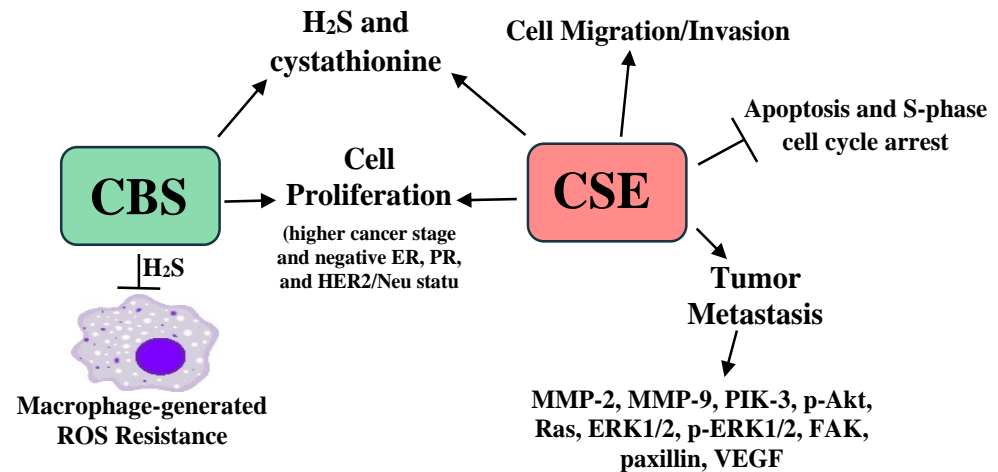 H₂S and
cystathionine
Cell Migration/Invasion
Apoptosis and S-phase
cell cycle arrest
CBS
Cell
Proliferation
(higher cancer stage
and negative ER, PR,
and HER2/Neu statu
CSE
H₂S
Macrophage-generated
ROS Resistance
Tumor
Metastasis
MMP-2, MMP-9, PIK-3, p-Akt,
Ras, ERK1/2, p-ERK1/2, FAK,
paxillin, VEGF